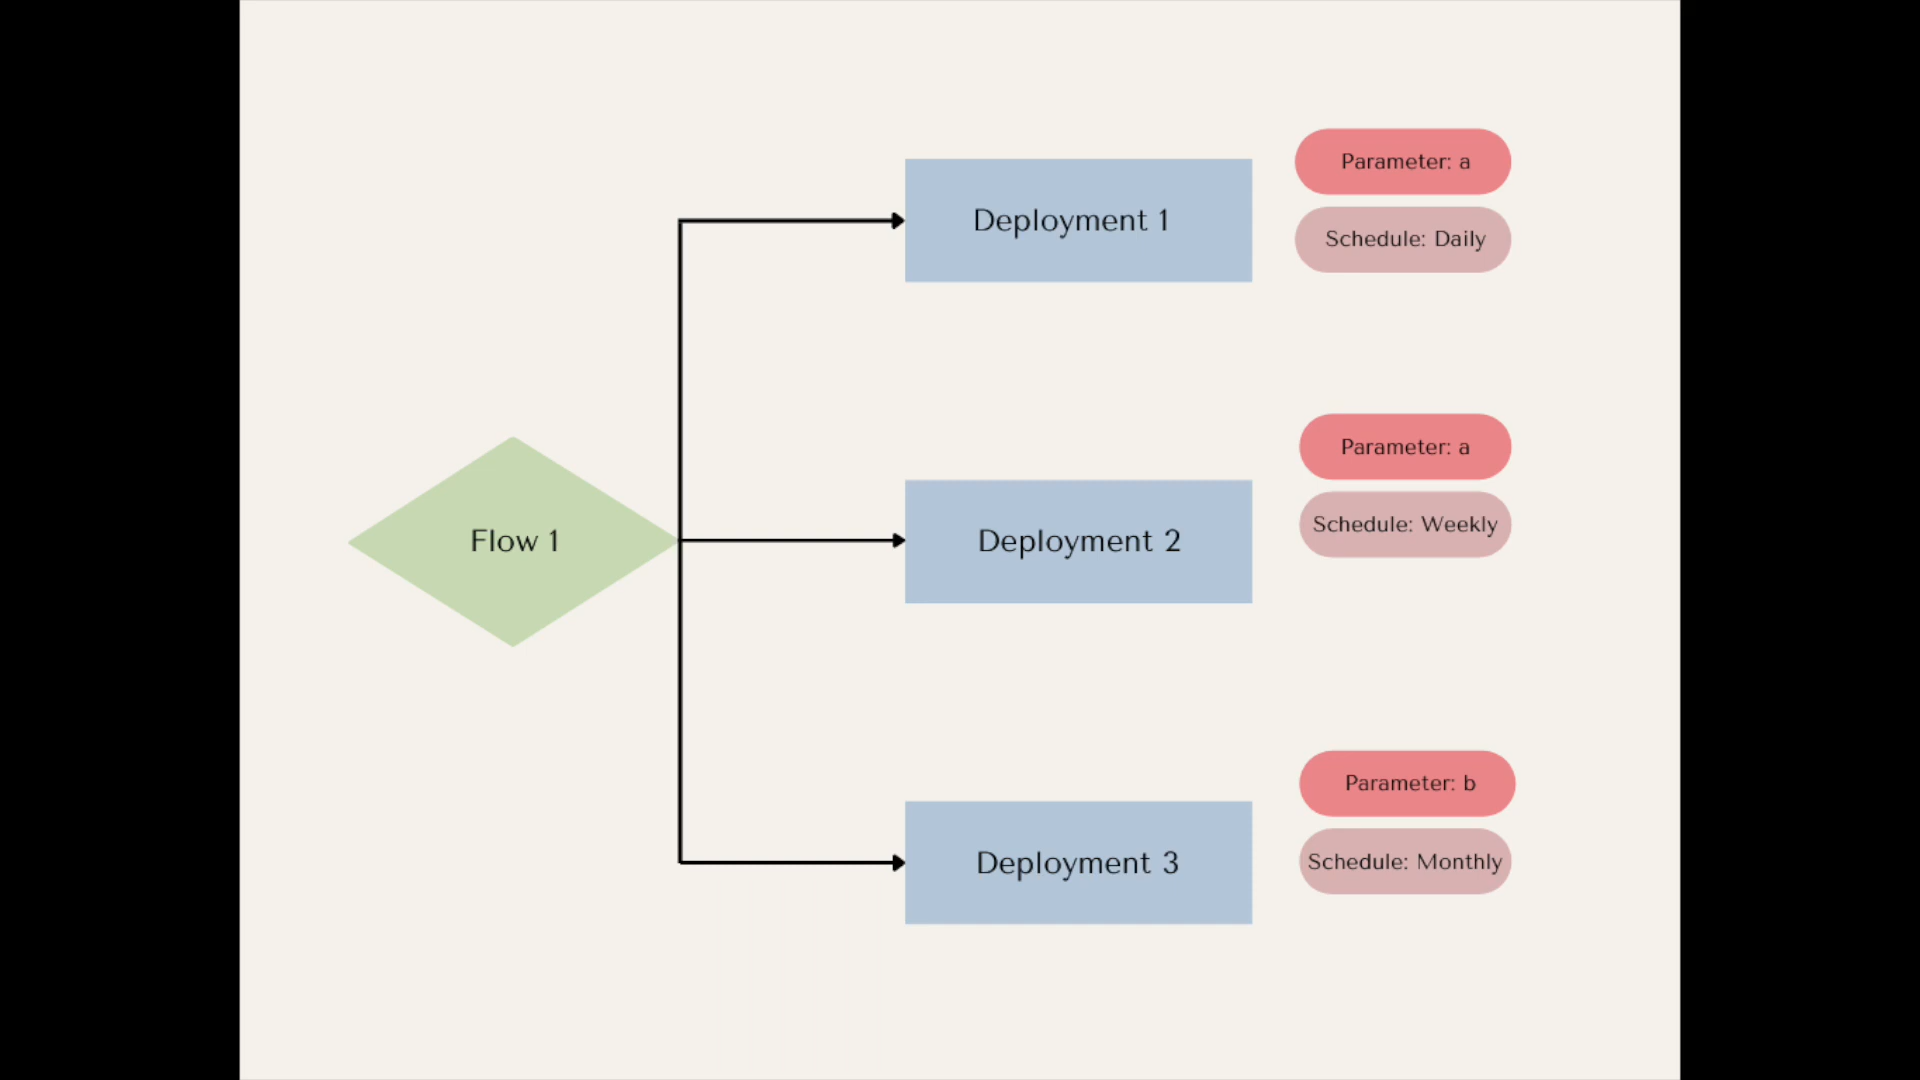 Flow 1
Deployment 1
Parameter: a
Schedule: Daily
Deployment 2
Parameter: a
Schedule: Weekly
Deployment 3
Parameter: b
Schedule: Monthly